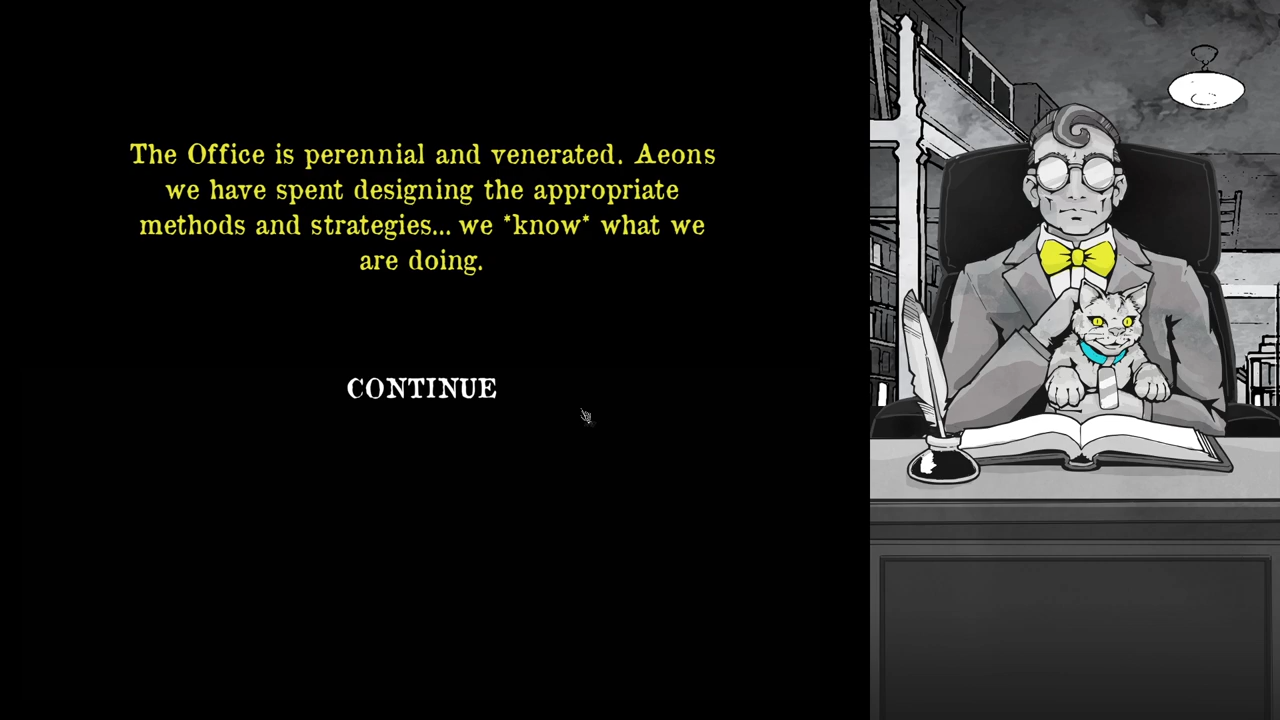 The Office is perennial and venerated. Aeons
we have spent designing the appropriate
methods and strategies... we *know* what we
are doing.
CONTINUE